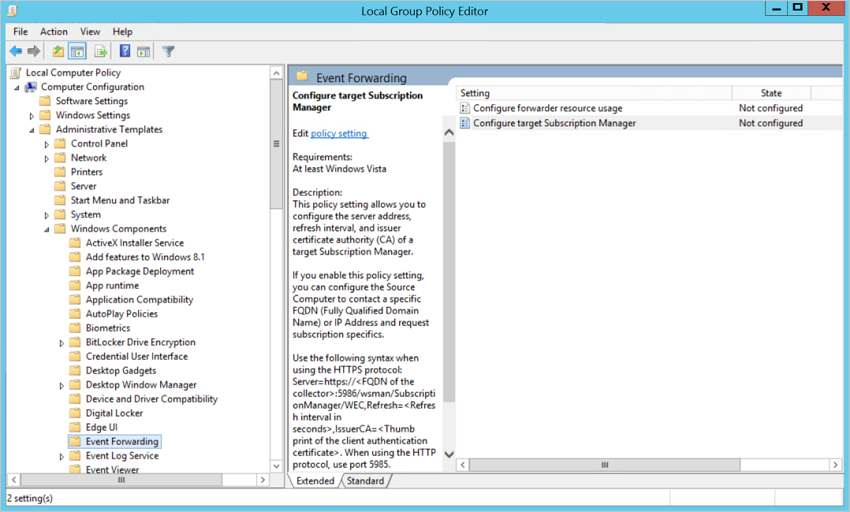 Local Group Policy Editor
File Action View Help
Local Computer Policy
Computer Configuration
Software Settings
Windows Settings
Administrative Templates
Control Panel
Network
Printers
Server
Start Menu and Taskbar
System
Windows Components
ActiveX Installer Service
Add features to Windows 8.1
App Package Deployment
App runtime
Application Compatibility
AutoPlay Policies
Biometrics
BitLocker Drive Encryption
Credential User Interface
Desktop Gadgets
Desktop Window Manager
Device and Driver Compatibility
Digital Locker
Edge UI
Event Forwarding
Event Log Service
Event Viewer
Event Forwarding
Configure target Subscription
Manager
Edit policy setting
Requirements:
At least Windows Vista
Description:
This policy setting allows you to
configure the server address,
refresh interval, and issuer
certificate authority (CA) of a
target Subscription Manager.
If you enable this policy setting,
you can configure the Source
Computer to contact a specific
FQDN (Fully Qualified Domain
Name) or IP Address and request
subscription specifics.
Use the following syntax when
using the HTTPS protocol:
Server=https://<FQDN of the
collector>:5986/wsman/Subscripti
onManager/WEC,Refresh=<Refres
h interval in
seconds>,IssuerCA=<Thumb
print of the client authentication
certificate>. When using the HTTP
protocol, use port 5985.
Setting State
Configure forwarder resource usage Not configured
Configure target Subscription Manager Not configured
Extended Standard
2 setting(s)